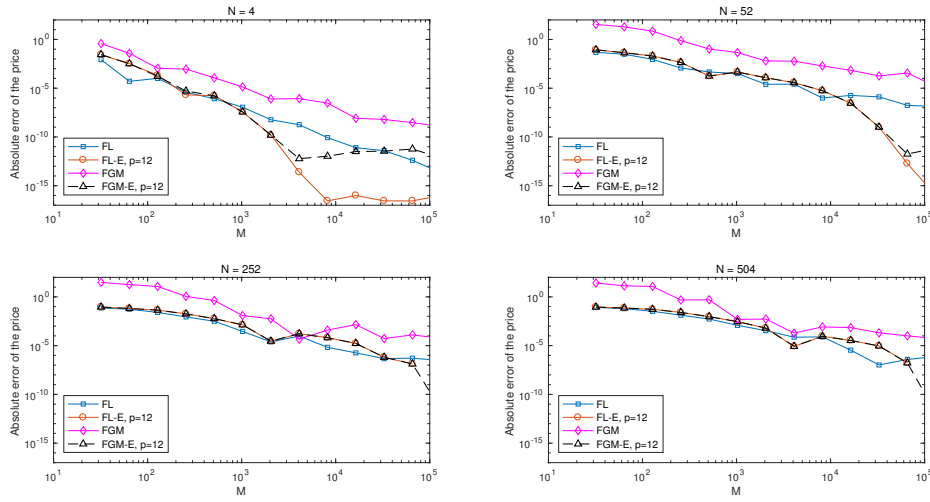 N = 4
Absolute error of the price
10^0
10^-5
10^-10
10^-15
FL
FL-E, p=12
FGM
FGM-E, p=12
10^1
10^2
10^3
10^4
10^5
M
N = 52
Absolute error of the price
10^0
10^-5
10^-10
10^-15
FL
FL-E, p=12
FGM
FGM-E, p=12
10^1
10^2
10^3
10^4
10^5
M
N = 252
Absolute error of the price
10^0
10^-5
10^-10
10^-15
FL
FL-E, p=12
FGM
FGM-E, p=12
10^1
10^2
10^3
10^4
10^5
M
N = 504
Absolute error of the price
10^0
10^-5
10^-10
10^-15
FL
FL-E, p=12
FGM
FGM-E, p=12
10^1
10^2
10^3
10^4
10^5
M